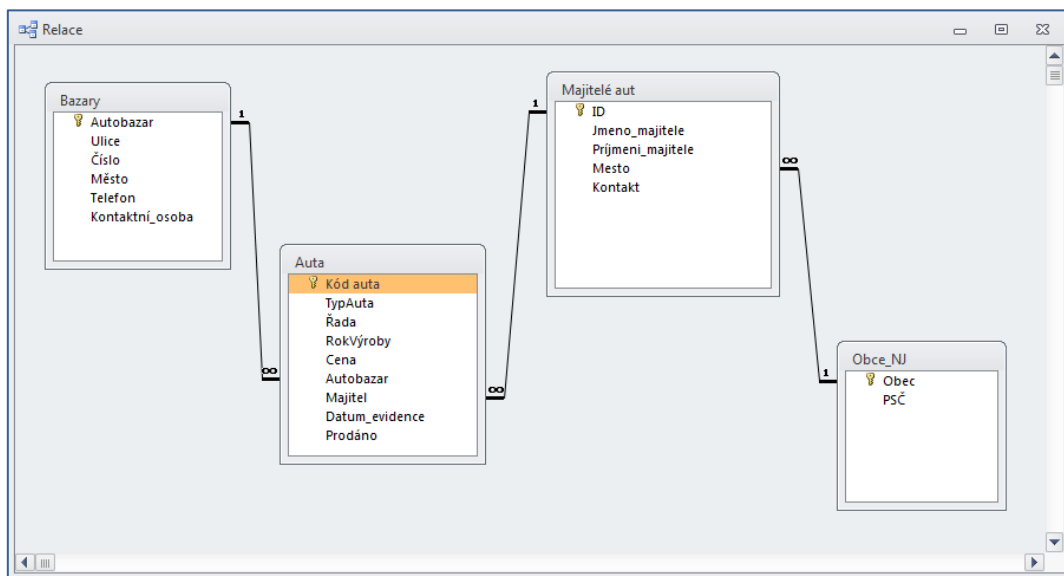 Relace
Bazary
Autobazar
Ulice
Číslo
Město
Telefon
Kontaktní_osoba
1
∞
Auta
Kód auta
TypAuta
Řada
RokVýroby
Cena
Autobazar
Majitel
Datum_evidence
Prodáno
∞
1
Majitelé aut
ID
Jmeno_majitele
Príjmeni_majitele
Mesto
Kontakt
∞
1
Obce_NJ
Obec
PSČ